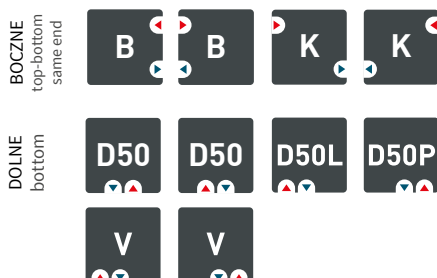 BOCZNE
top-bottom
same end
B B K K
DOLNE
bottom
D50 D50 D50L D50P
V V